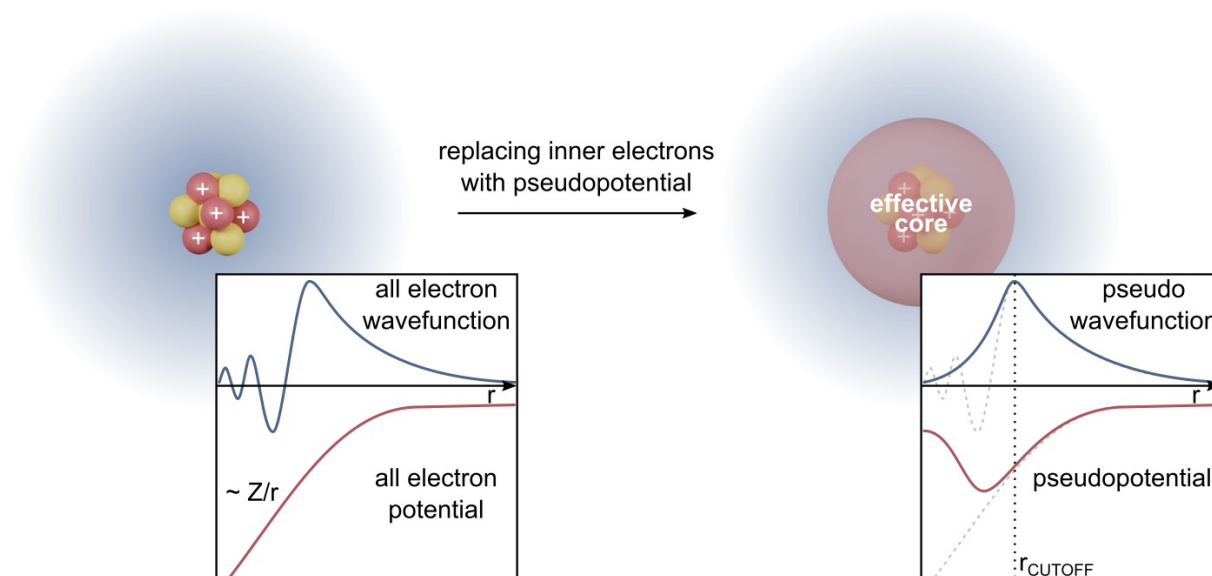 replacing inner electrons
with pseudopotential
+
+
+
+
effective
core
all electron
wavefunction
r
~ Z/r
all electron
potential
pseudo
wavefunction
r
pseudopotential
rCUTOFF